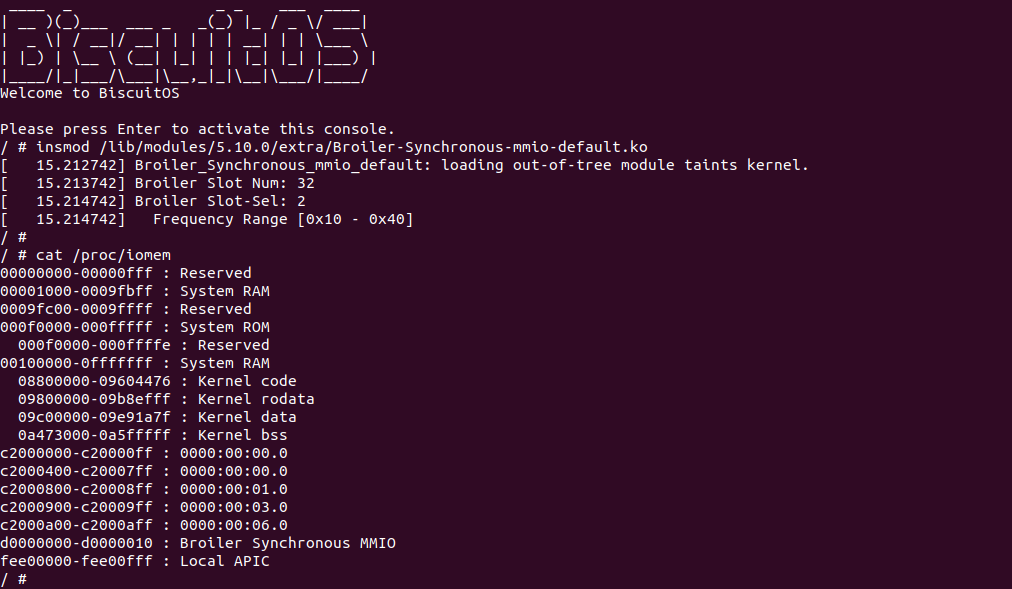 ____  _                _ _    ___  ____
| __ )(_)___  ___ _   _(_) |_ / _ \/ ___|
|  _ \| / __|/ __| | | | | __| | | \___ \
| |_) | \__ \ (__| |_| | | |_| |_| |___) |
|____/|_|___/\___|\__,_|_|\__|\___/|____/
Welcome to BiscuitOS

Please press Enter to activate this console.
/ # insmod /lib/modules/5.10.0/extra/Broiler-Synchronous-mmio-default.ko
[   15.212742] Broiler_Synchronous_mmio_default: loading out-of-tree module taints kernel.
[   15.213742] Broiler Slot Num: 32
[   15.214742] Broiler Slot-Sel: 2
[   15.214742]   Frequency Range [0x10 - 0x40]
/ #
/ # cat /proc/iomem
00000000-00000fff : Reserved
00001000-0009fbff : System RAM
0009fc00-0009ffff : Reserved
000f0000-000fffff : System ROM
  000f0000-000ffffe : Reserved
00100000-0fffffff : System RAM
  08800000-09604476 : Kernel code
  09800000-09b8efff : Kernel rodata
  09c00000-09e91a7f : Kernel data
  0a473000-0a5fffff : Kernel bss
c2000000-c20000ff : 0000:00:00.0
c2000400-c20007ff : 0000:00:00.0
c2000800-c20008ff : 0000:00:01.0
c2000900-c20009ff : 0000:00:03.0
c2000a00-c2000aff : 0000:00:06.0
d0000000-d0000010 : Broiler Synchronous MMIO
fee00000-fee00fff : Local APIC
/ #